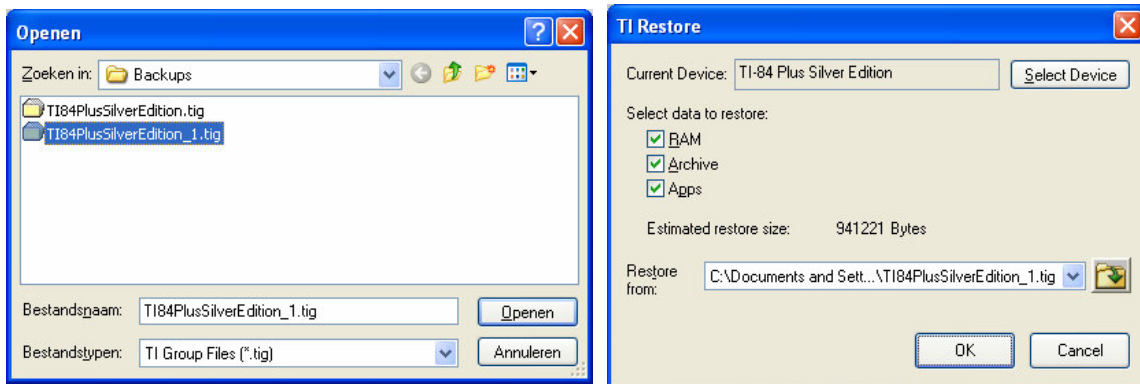 Openen
Zoeken in: Backups
TI84PlusSilverEdition.tig
TI84PlusSilverEdition_1.tig
Bestandsnaam: TI84PlusSilverEdition_1.tig Openen
Bestandstypen: TI Group Files (*.tig) Annuleren
TI Restore
Current Device: TI-84 Plus Silver Edition Select Device
Select data to restore:
RAM
Archive
Apps
Estimated restore size: 941221 Bytes
Restore from: C:\Documents and Sett...\TI84PlusSilverEdition_1.tig
OK Cancel